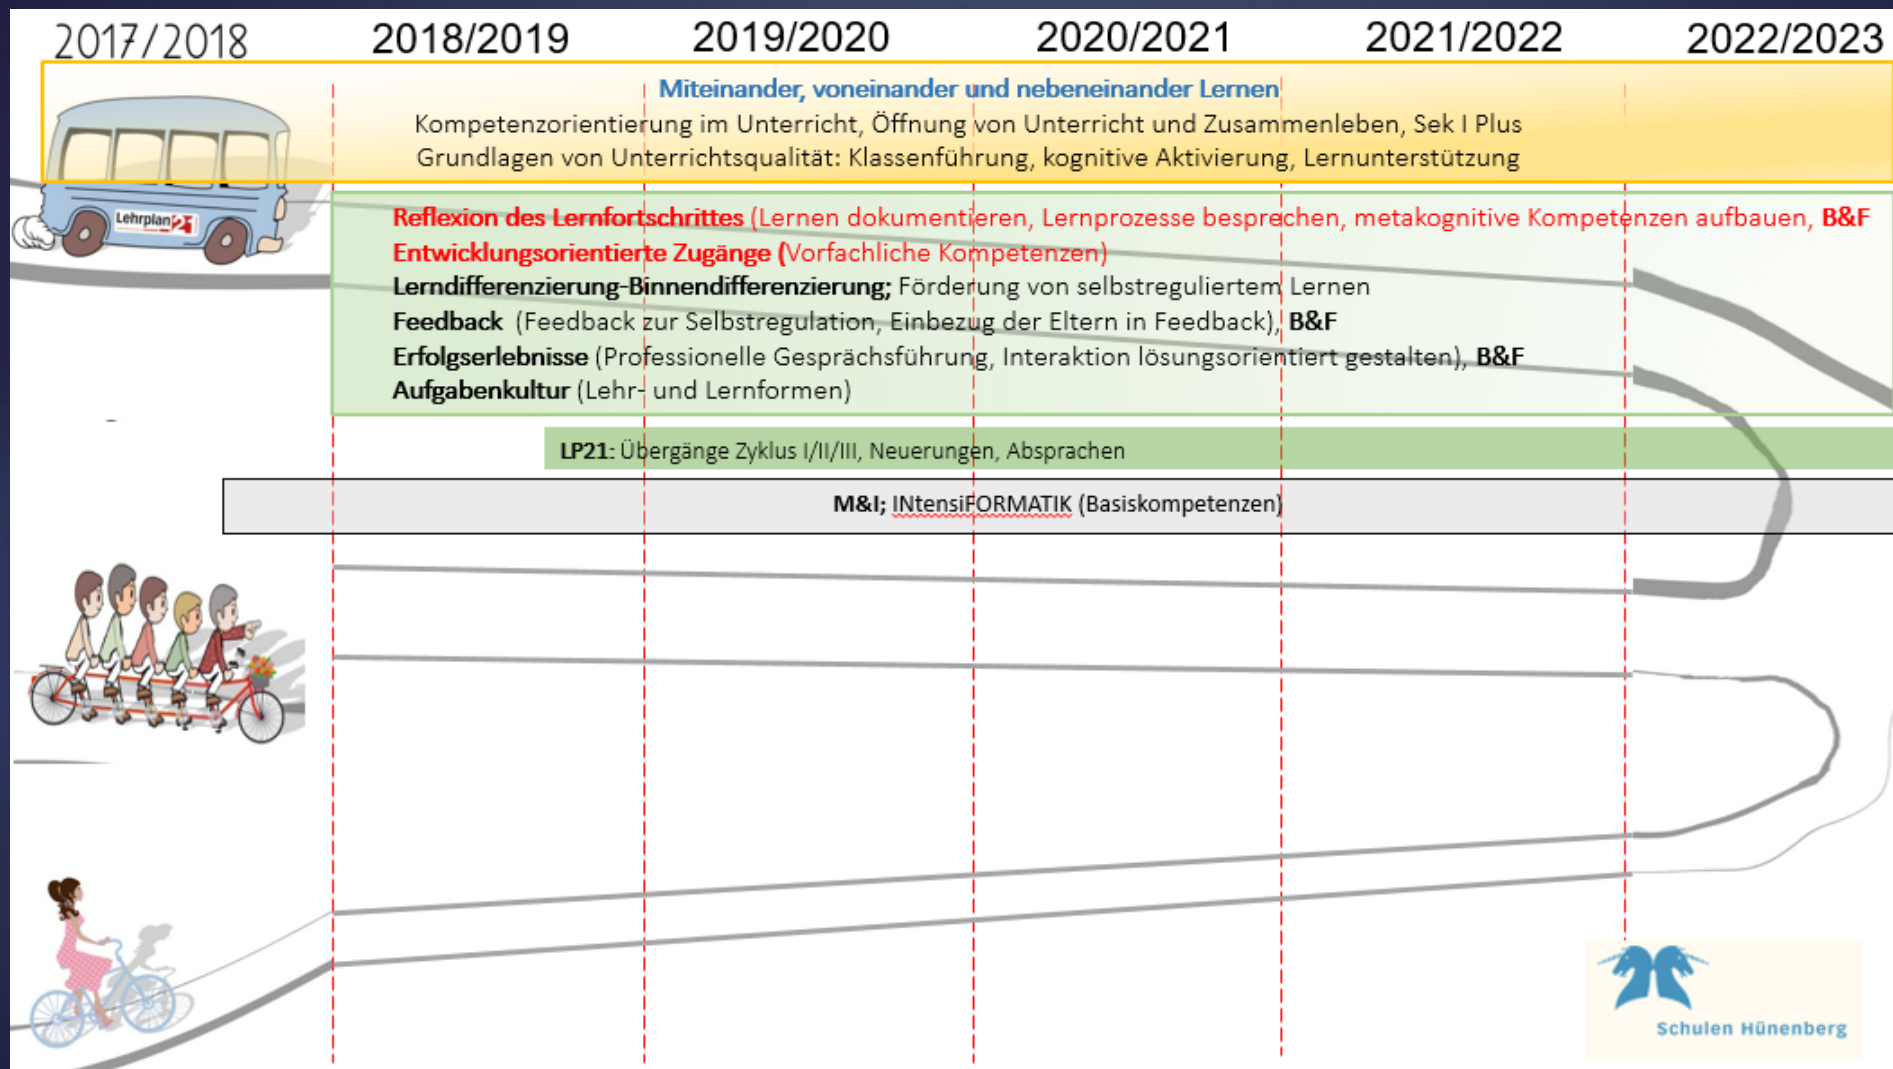 2017/2018 2018/2019 2019/2020 2020/2021 2021/2022 2022/2023
Miteinander, voneinander und nebeneinander Lernen
Kompetenzorientierung im Unterricht, Öffnung von Unterricht und Zusammenleben, Sek I Plus
Grundlagen von Unterrichtsqualität: Klassenführung, kognitive Aktivierung, Lernunterstützung
Lehrplan 21
Reflexion des Lernfortschrittes (Lernen dokumentieren, Lernprozesse besprechen, metakognitive Kompetenzen aufbauen, B&F
Entwicklungsorientierte Zugänge (Vorfachliche Kompetenzen)
Lerndifferenzierung-Binnendifferenzierung; Förderung von selbstreguliertem Lernen
Feedback (Feedback zur Selbstregulation, Einbezug der Eltern in Feedback), B&F
Erfolgserlebnisse (Professionelle Gesprächsführung, Interaktion lösungsorientiert gestalten), B&F
Aufgabenkultur (Lehr- und Lernformen)
LP21: Übergänge Zyklus I/II/III, Neuerungen, Absprachen
M&I; INtensiFORMATIK (Basiskompetenzen)
Schulen Hünenberg